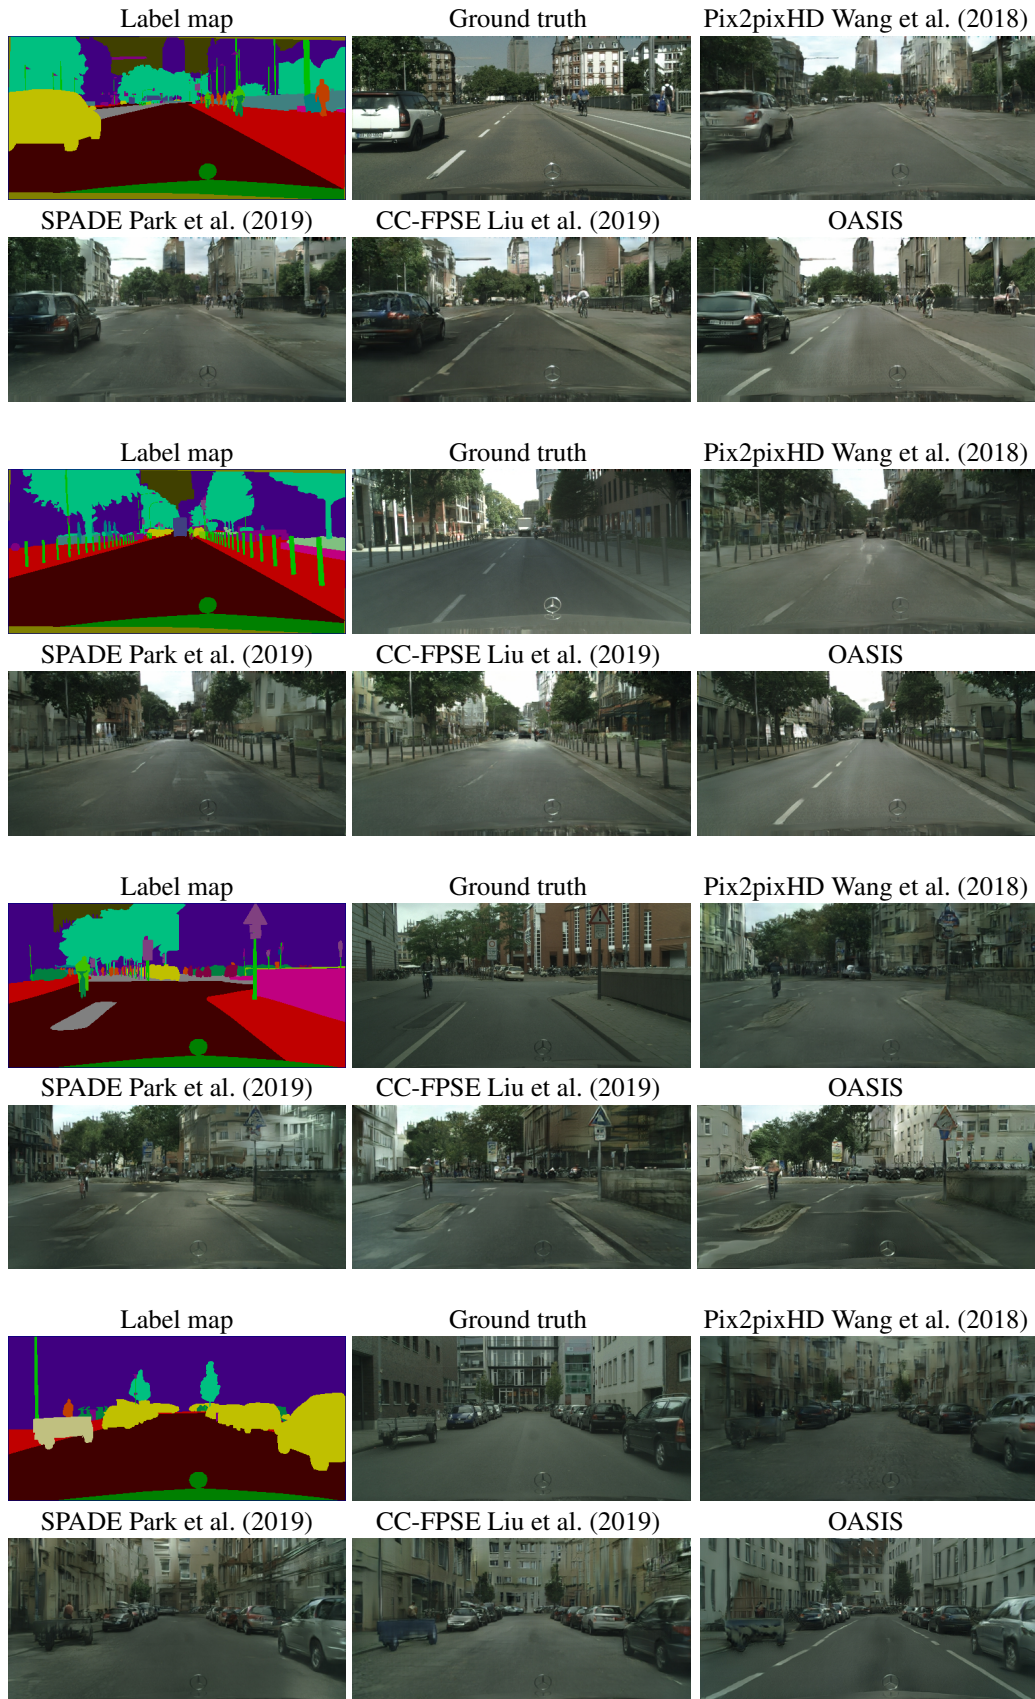 Label map Ground truth Pix2pixHD Wang et al. (2018)
SPADE Park et al. (2019) CC-FPSE Liu et al. (2019) OASIS
Label map Ground truth Pix2pixHD Wang et al. (2018)
SPADE Park et al. (2019) CC-FPSE Liu et al. (2019) OASIS
Label map Ground truth Pix2pixHD Wang et al. (2018)
SPADE Park et al. (2019) CC-FPSE Liu et al. (2019) OASIS
Label map Ground truth Pix2pixHD Wang et al. (2018)
SPADE Park et al. (2019) CC-FPSE Liu et al. (2019) OASIS